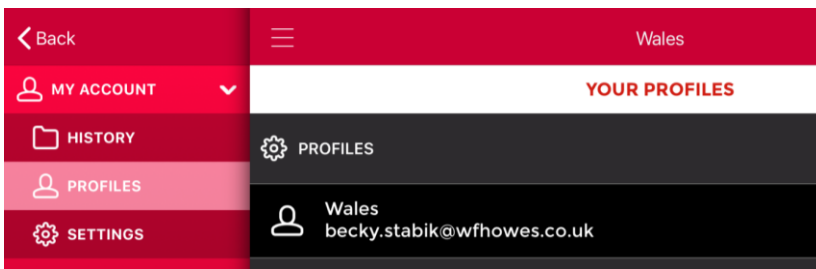 Back
MY ACCOUNT
HISTORY
PROFILES
SETTINGS
Wales
YOUR PROFILES
PROFILES
Wales
becky.stabik@wfhowes.co.uk